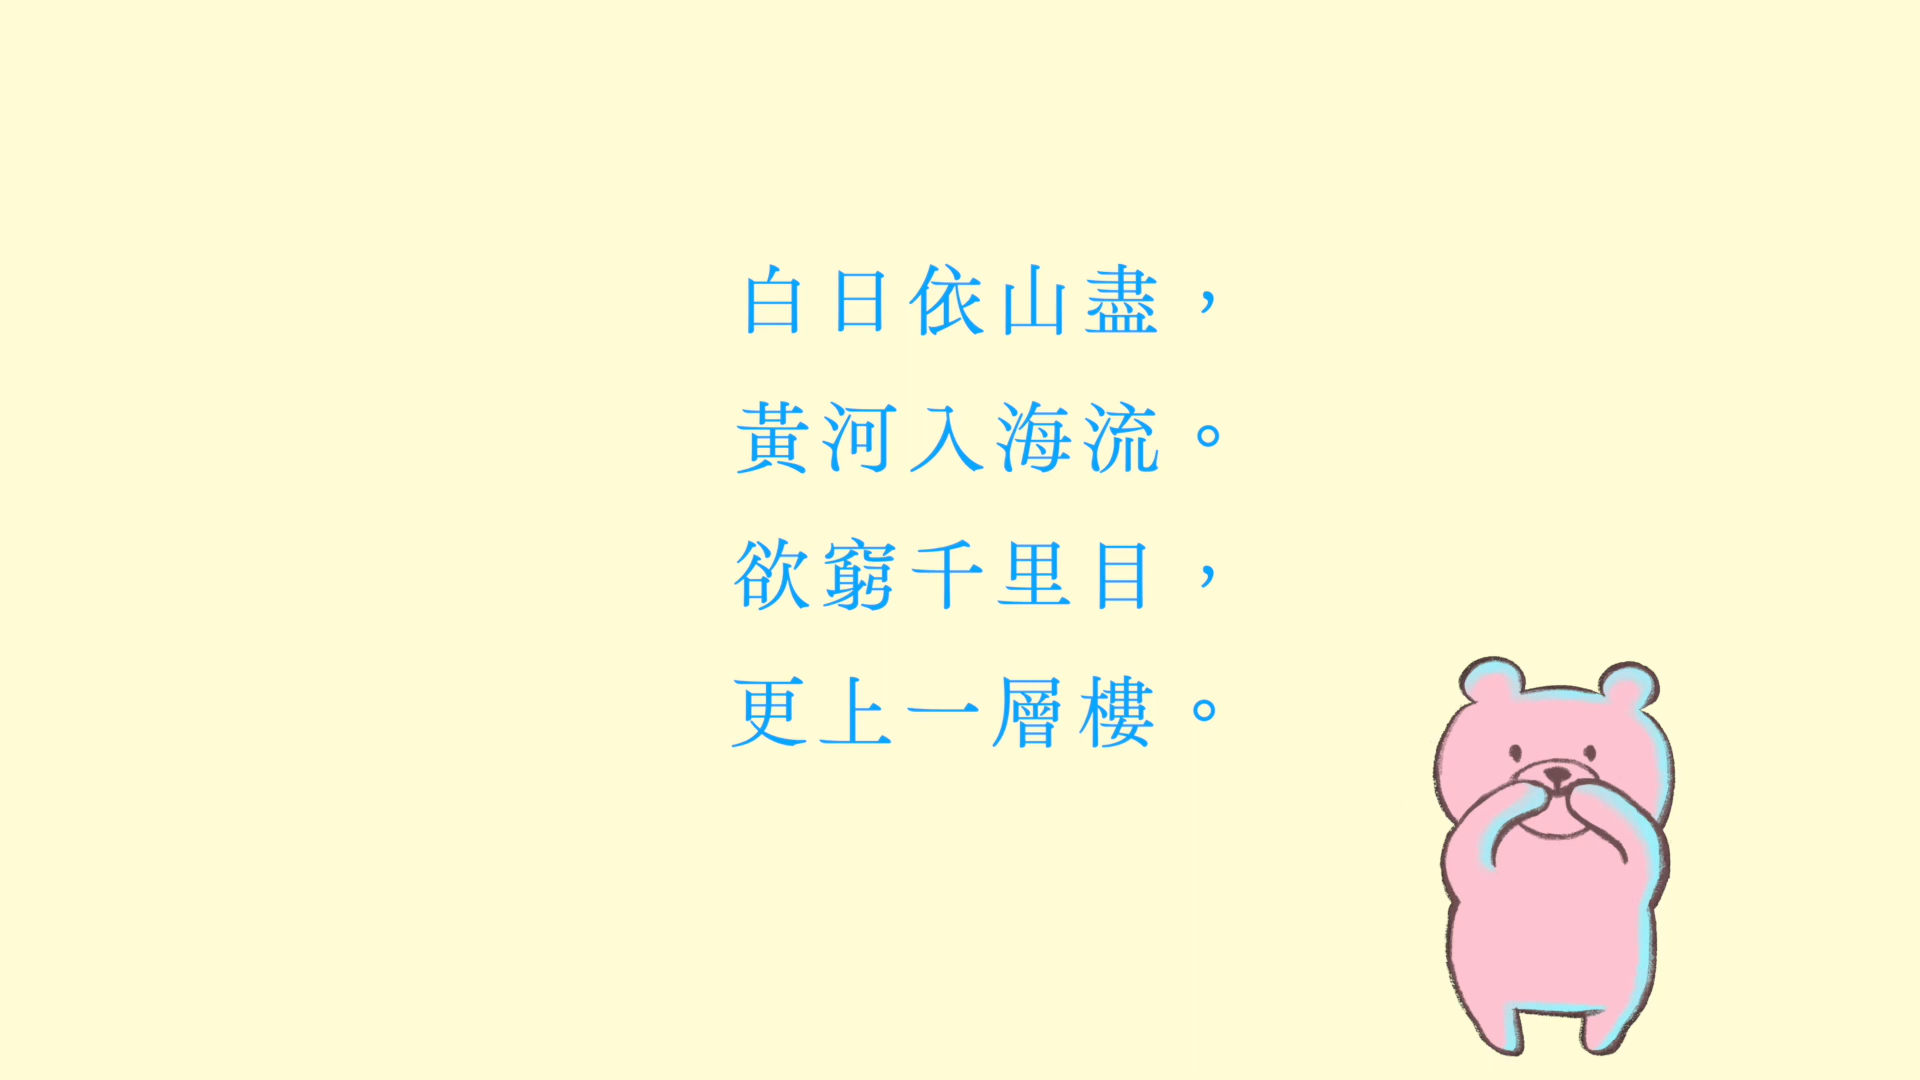 白日依山盡，
黃河入海流。
欲窮千里目，
更上一層樓。